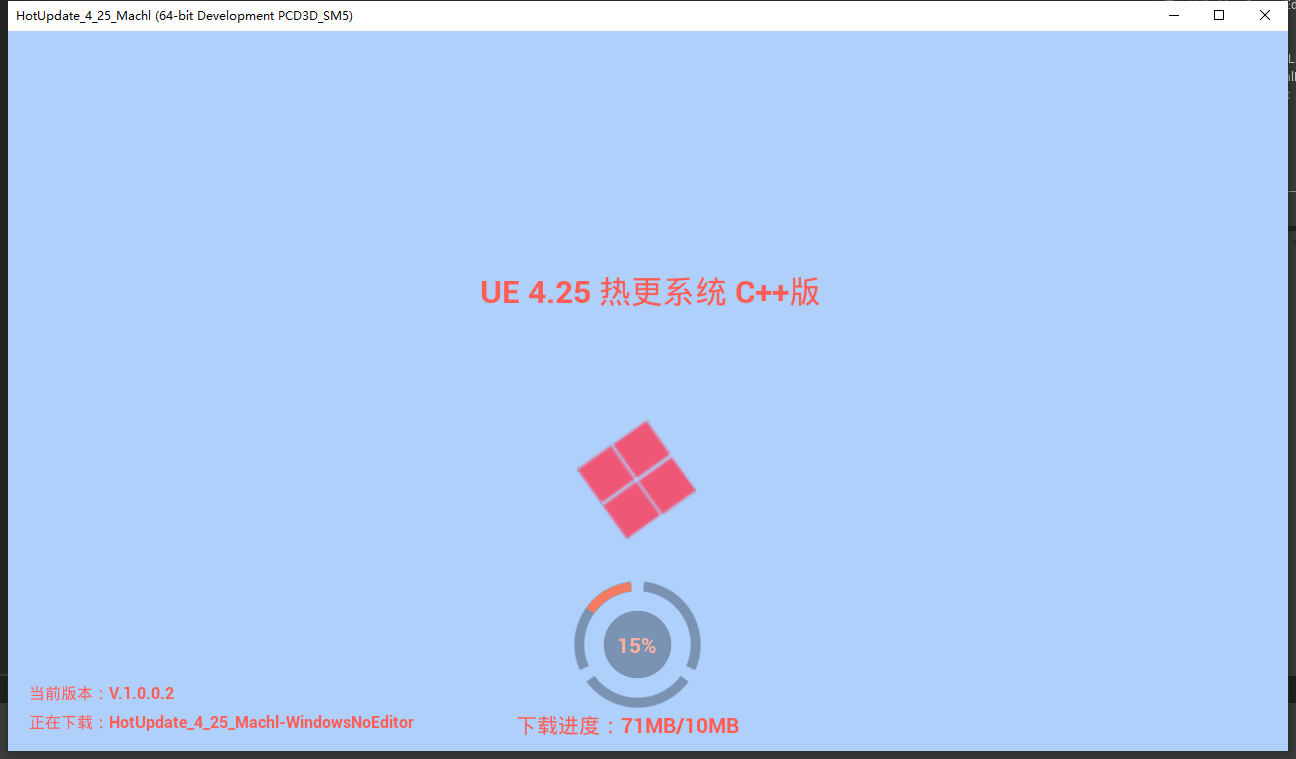 HotUpdate_4_25_Machl (64-bit Development PCD3D_SM5)
UE 4.25 热更系统 C++版
15%
当前版本：V.1.0.0.2
正在下载：HotUpdate_4_25_Machl-WindowsNoEditor
下载进度：71MB/10MB